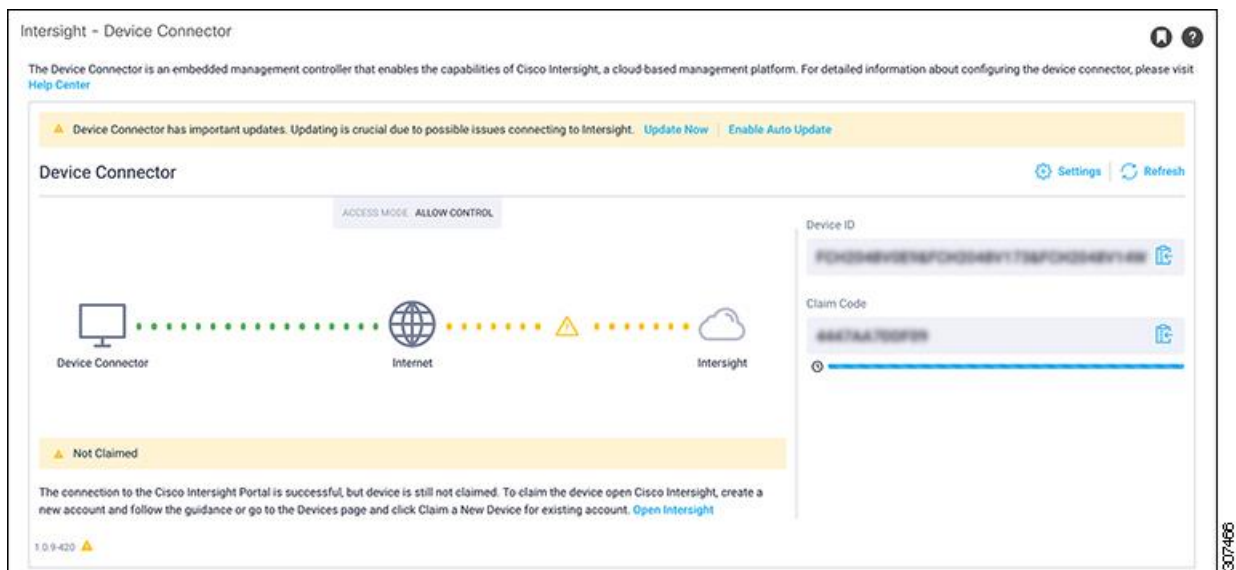 Intersight - Device Connector
The Device Connector is an embedded management controller that enables the capabilities of Cisco Intersight, a cloud-based management platform. For detailed information about configuring the device connector, please visit
Help Center
Device Connector has important updates. Updating is crucial due to possible issues connecting to Intersight. Update Now | Enable Auto Update
Device Connector
Settings | Refresh
ACCESS MODE ALLOW CONTROL
Device ID
Claim Code
Device Connector
Internet
Intersight
Not Claimed
The connection to the Cisco Intersight Portal is successful, but device is still not claimed. To claim the device open Cisco Intersight, create a
new account and follow the guidance or go to the Devices page and click Claim a New Device for existing account. Open Intersight
1.0.9-420
307466